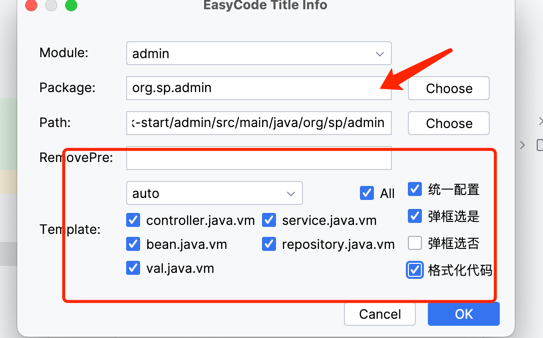 EasyCode Title Info
Module: admin
Package: org.sp.admin Choose
Path: k-start/admin/src/main/java/org/sp/admin Choose
RemovePre:
auto All 统一配置
controller.java.vm service.java.vm 弹框选是
Template: bean.java.vm repository.java.vm 弹框选否
val.java.vm 格式化代码
Cancel OK